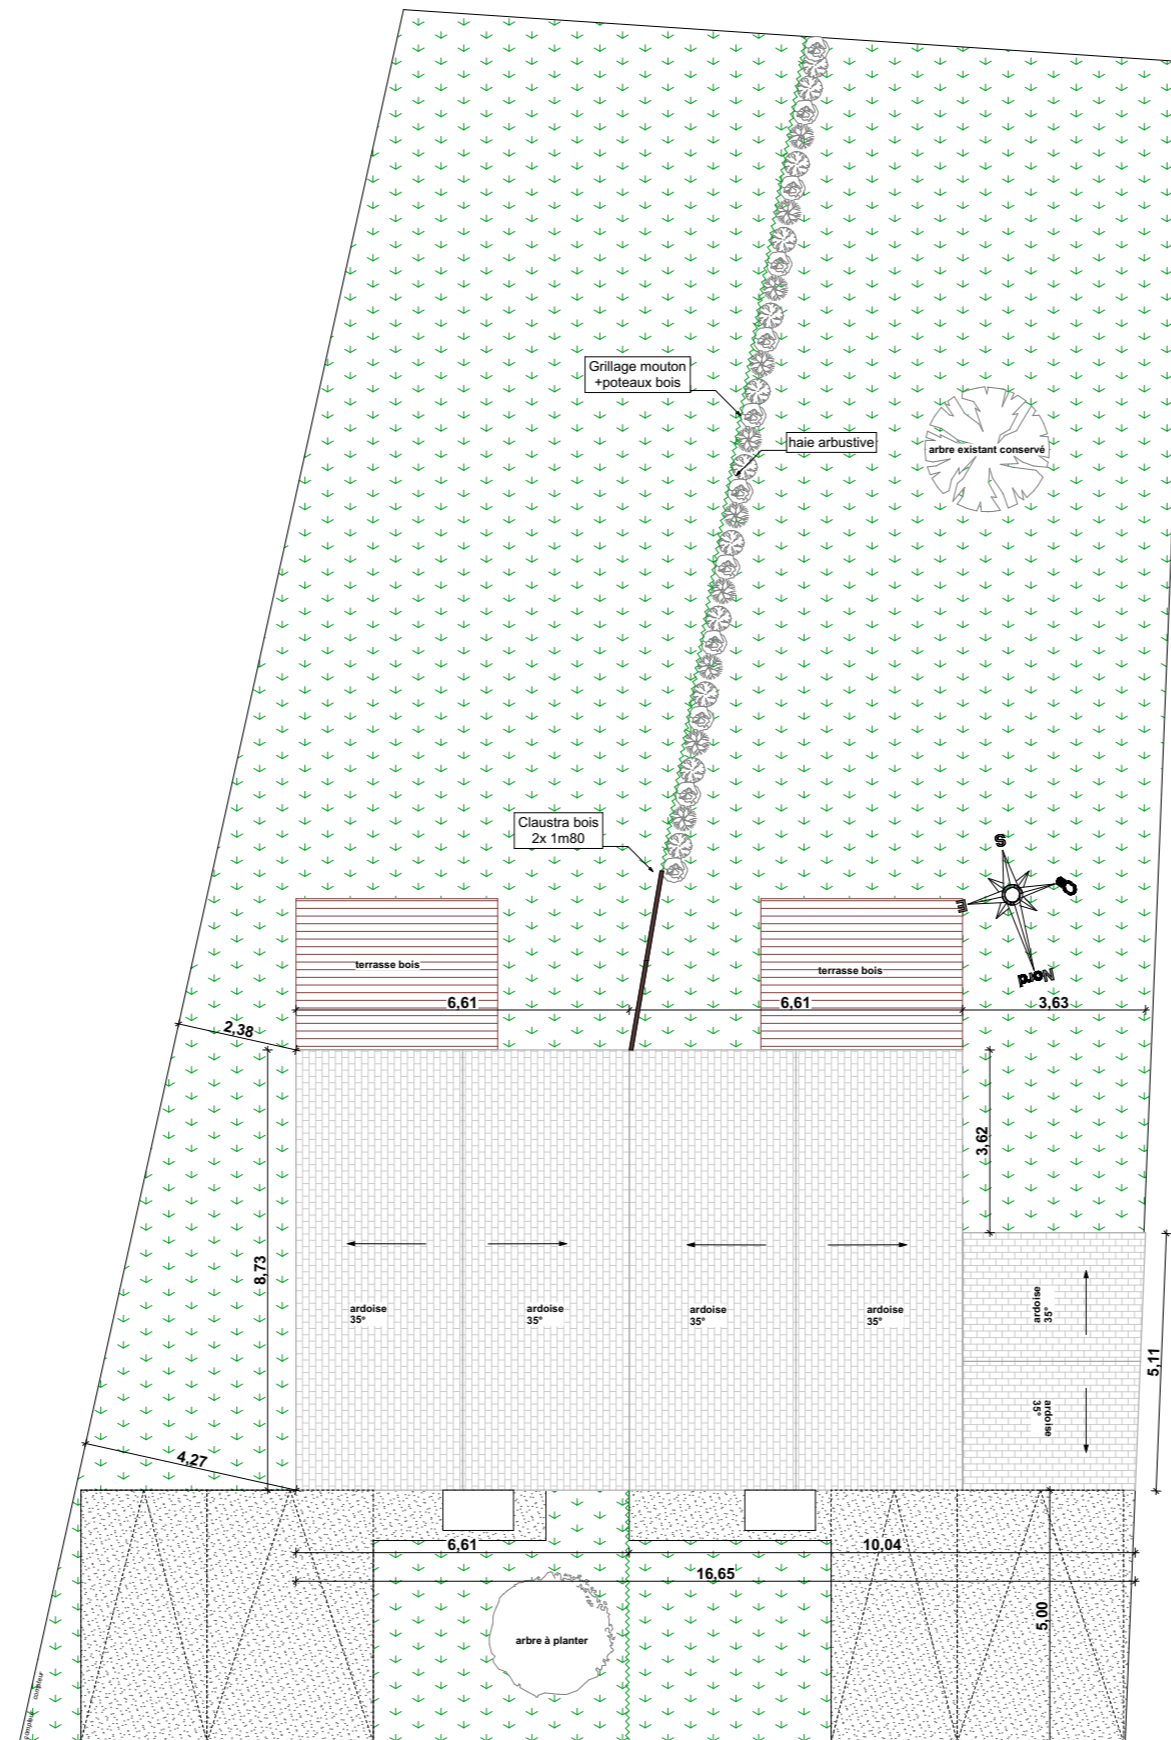 Grillage mouton
+poteaux bois
haie arbustive
arbre existant conservé
Claustra bois
2x 1m80
S
O
E
Nord
terrasse bois
terrasse bois
6,61
6,61
3,63
2,38
3,62
8,73
ardoise
35°
ardoise
35°
ardoise
35°
ardoise
35°
ardoise
35°
ardoise
35°
5,11
4,27
6,61
10,04
16,65
5,00
arbre à planter
compteur
compteur